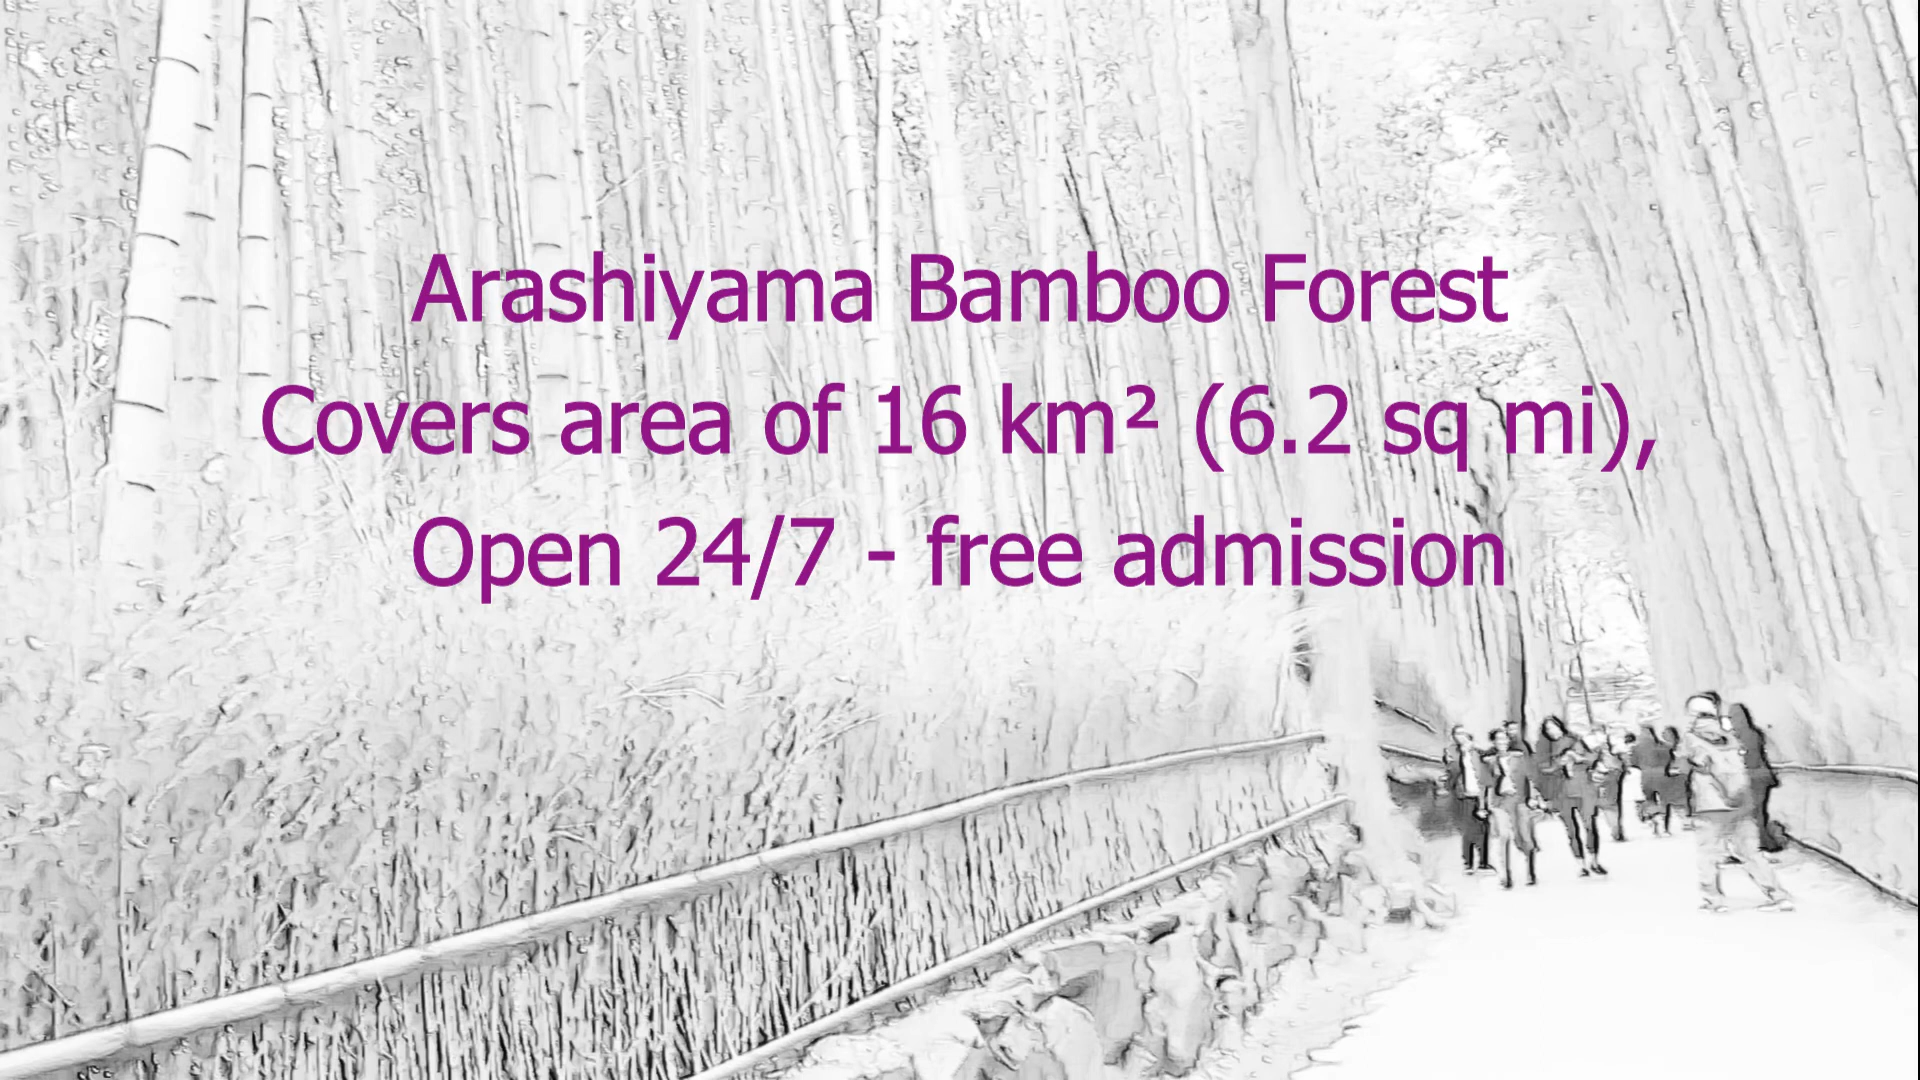 Arashiyama Bamboo Forest
Covers area of 16 km² (6.2 sq mi),
Open 24/7 - free admission